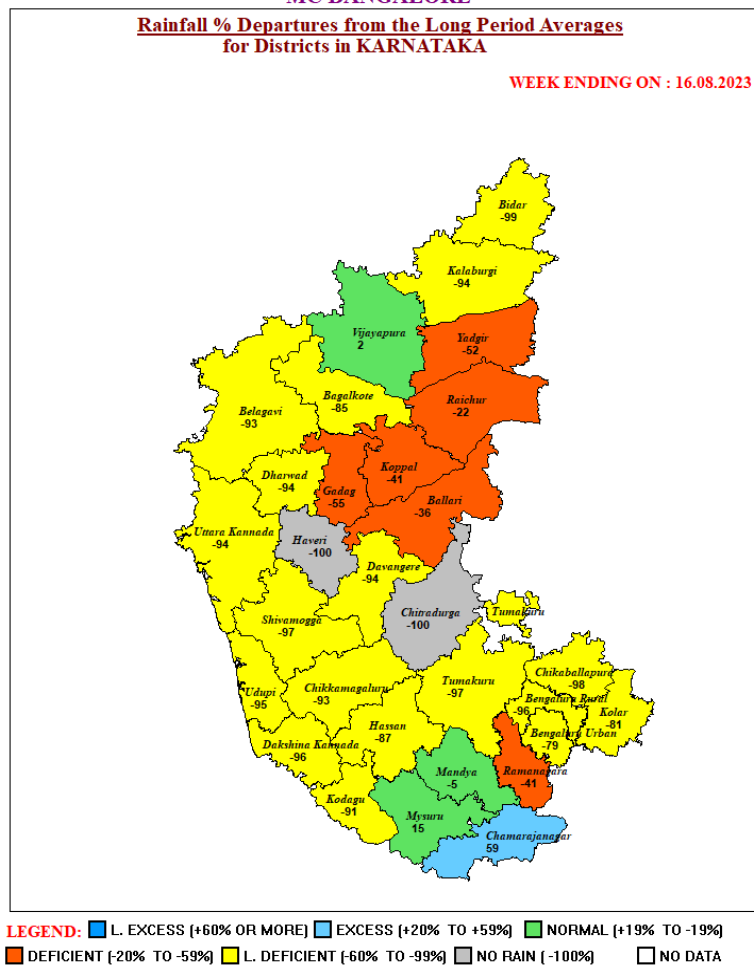 MC BANGALORE
Rainfall % Departures from the Long Period Averages
for Districts in KARNATAKA
WEEK ENDING ON : 16.08.2023
Bidar
-99
Kalaburgi
-94
Vijayapura
2
Yadgir
-52
Bagalkote
-85
Raichur
-22
Belagavi
-93
Koppal
-41
Dharwad
-94
Gadag
-55
Ballari
-36
Uttara Kannada
-94
Haveri
-100
Davangere
-94
Chitradurga
-100
Tumakuru
Shivamogga
-97
Chikaballapura
-98
Tumakuru
-97
Chikkamagaluru
-93
Udupi
-95
Bengaluru Rural
-96
Kolar
-81
Hassan
-87
Bengaluru Urban
-79
Dakshina Kannada
-96
Mandya
-5
Ramanagara
-41
Kodagu
-91
Mysuru
15
Chamarajanagar
59
LEGEND: L. EXCESS (+60% OR MORE) EXCESS (+20% TO +59%) NORMAL (+19% TO -19%)
DEFICIENT (-20% TO -59%) L. DEFICIENT (-60% TO -99%) NO RAIN (-100%) NO DATA